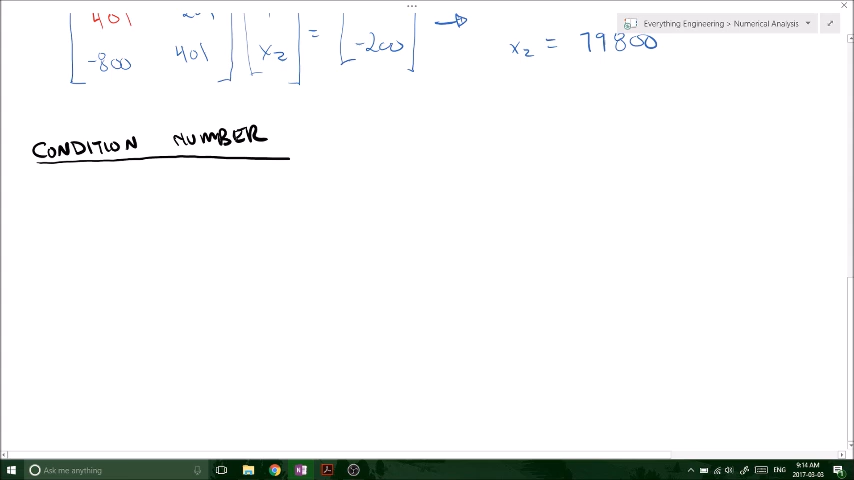 401
-800 401 x2 = -200
x2 = 79800
CONDITION NUMBER
Everything Engineering > Numerical Analysis
Ask me anything
ENG
9:14 AM
2017-03-03